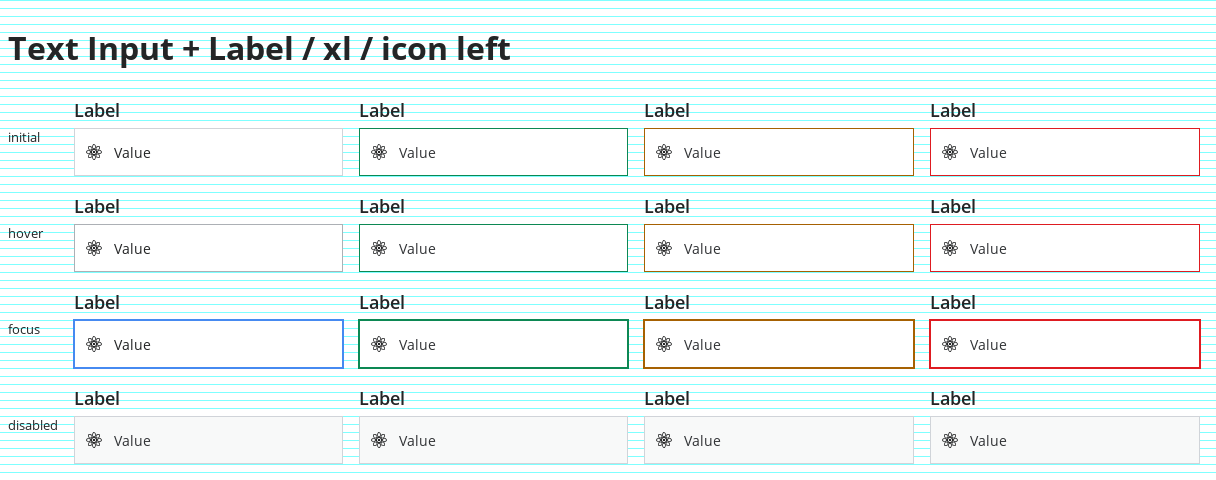 Text Input + Label / xl / icon left
Label Label Label Label
initial Value Value Value Value
Label Label Label Label
hover Value Value Value Value
Label Label Label Label
focus Value Value Value Value
Label Label Label Label
disabled Value Value Value Value